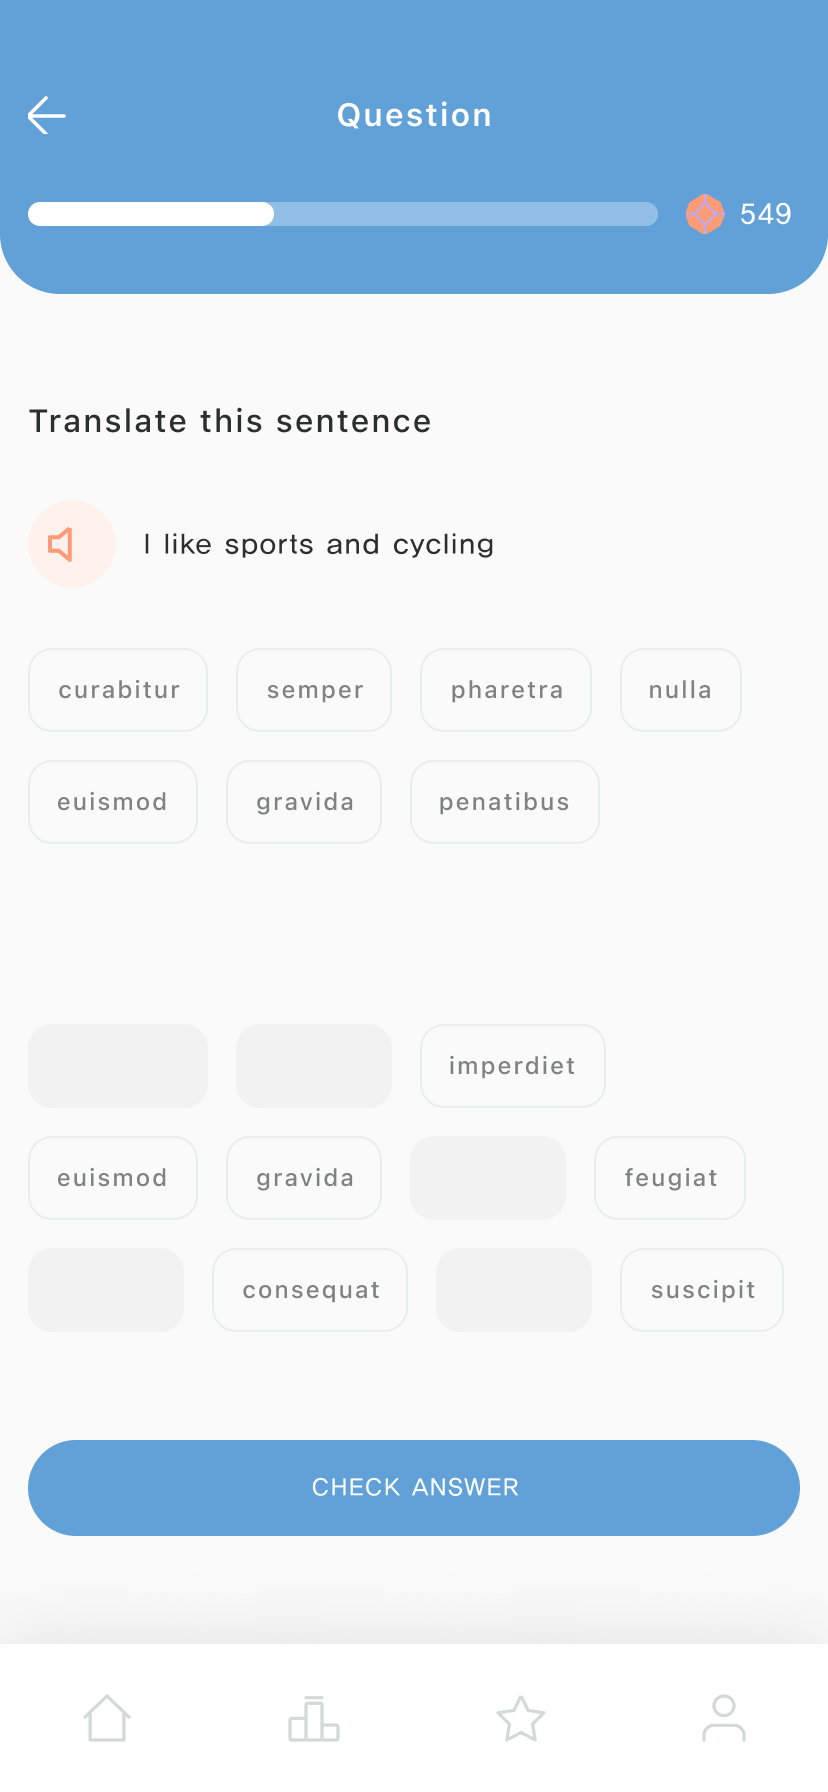 Question
549
Translate this sentence
I like sports and cycling
curabitur semper pharetra nulla
euismod gravida penatibus
imperdiet
euismod gravida feugiat
consequat suscipit
CHECK ANSWER